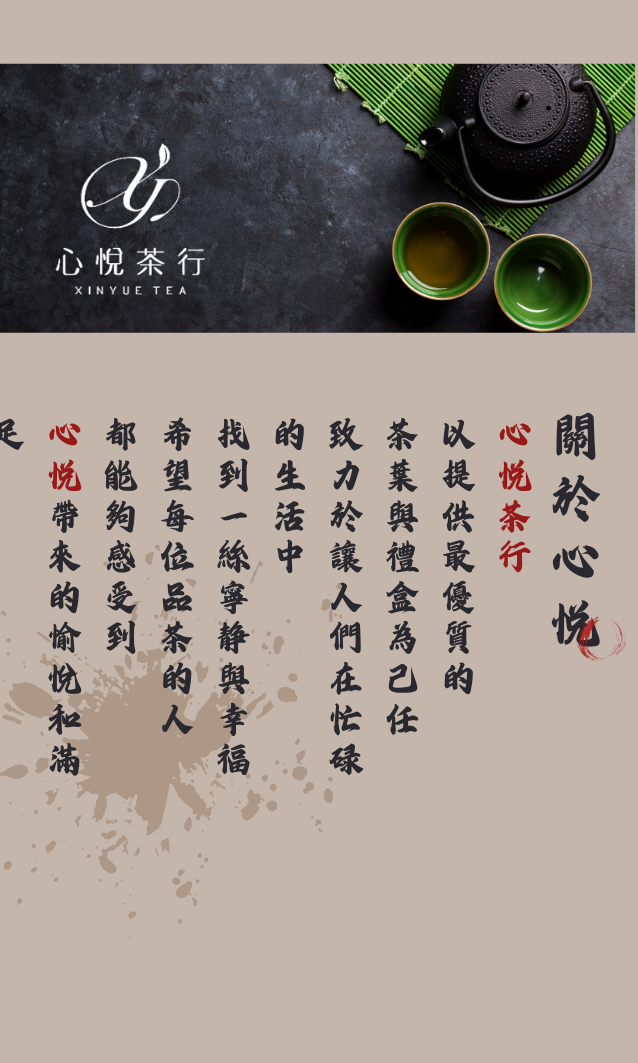 心悅茶行
XINYUE TEA
關於心悅
心悅茶行
以提供最優質的
茶葉與禮盒為己任
致力於讓人們在忙碌
的生活中
找到一絲寧静與幸福
希望每位品茶的人
都能夠感受到
心悅帶來的愉悅和滿
足